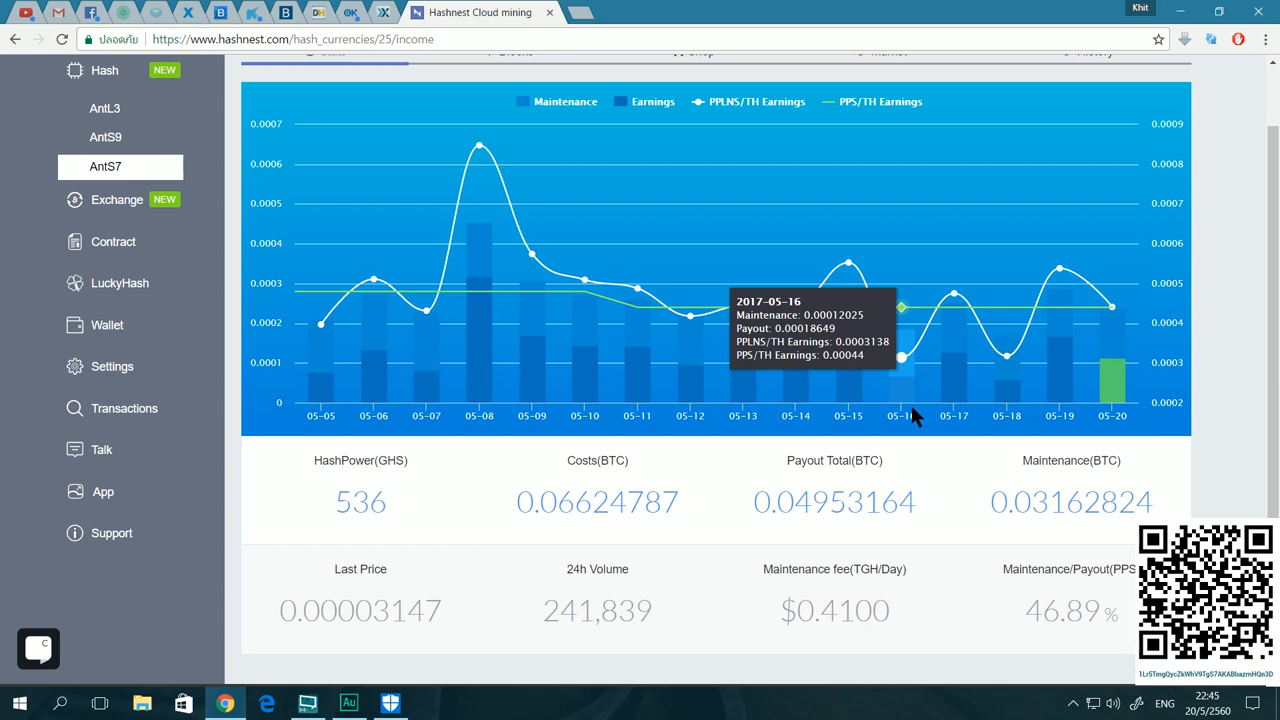 Khit
Hashnest Cloud mining
ปลอดภัย
https://www.hashnest.com/hash_currencies/25/income
Hash
NEW
AntL3
AntS9
AntS7
Exchange
NEW
Contract
LuckyHash
Wallet
Settings
Transactions
Talk
App
Support
Maintenance
Earnings
PPLNS/TH Earnings
PPS/TH Earnings
0.0007
0.0006
0.0005
0.0004
0.0003
0.0002
0.0001
0
0.0009
0.0008
0.0007
0.0006
0.0005
0.0004
0.0003
0.0002
2017-05-16
Maintenance: 0.00012025
Payout: 0.00018649
PPLNS/TH Earnings: 0.0003138
PPS/TH Earnings: 0.00044
05-05 05-06 05-07 05-08 05-09 05-10 05-11 05-12 05-13 05-14 05-15 05-16 05-17 05-18 05-19 05-20
HashPower(GHS) Costs(BTC) Payout Total(BTC) Maintenance(BTC)
536 0.06624787 0.04953164 0.03162824
Last Price 24h Volume Maintenance fee(TGH/Day) Maintenance/Payout(PPS
0.00003147 241,839 $0.4100 46.89 %
ENG
22:45
20/5/2560